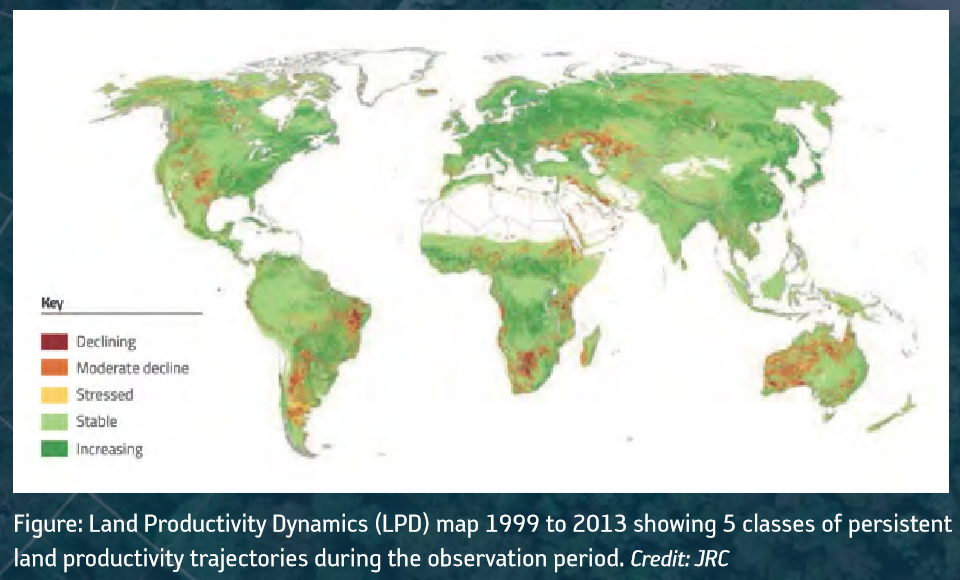 Key
Declining
Moderate decline
Stressed
Stable
Increasing
Figure: Land Productivity Dynamics (LPD) map 1999 to 2013 showing 5 classes of persistent
land productivity trajectories during the observation period. Credit: JRC